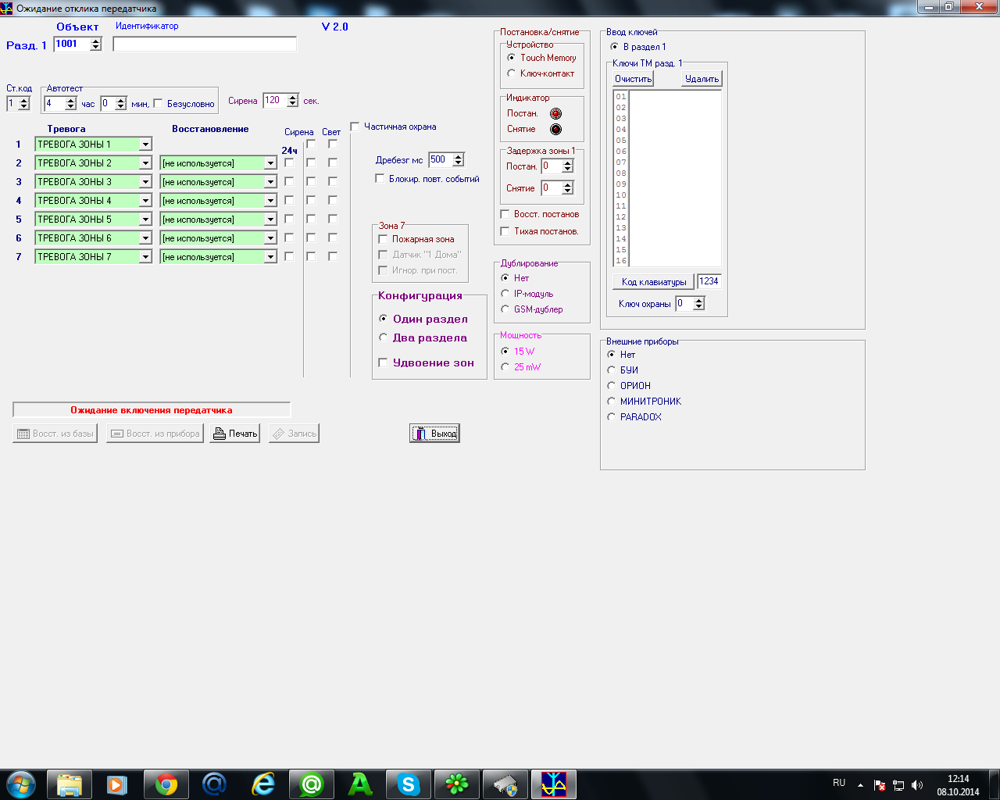 Ожидание отклика передатчика
Объект
Идентификатор
V 2.0
Разд. 1
1001
Ст.код
1
Автотест
4
час
0
мин,
Безусловно
Сирена
120
сек.
Тревога
Восстановление
Сирена
Свет
24ч
1 ТРЕВОГА ЗОНЫ 1
2 ТРЕВОГА ЗОНЫ 2 [не используется]
3 ТРЕВОГА ЗОНЫ 3 [не используется]
4 ТРЕВОГА ЗОНЫ 4 [не используется]
5 ТРЕВОГА ЗОНЫ 5 [не используется]
6 ТРЕВОГА ЗОНЫ 6 [не используется]
7 ТРЕВОГА ЗОНЫ 7 [не используется]
Частичная охрана
Дребезг мс
500
Блокир. повт. событий
Зона 7
Пожарная зона
Датчик "1 Дома"
Игнор. при пост.
Конфигурация
Один раздел
Два раздела
Удвоение зон
Постановка/снятие
Устройство
Touch Memory
Ключ-контакт
Индикатор
Постан.
Снятие
Задержка зоны 1
Постан. 0
Снятие 0
Восст. постанов
Тихая постанов.
Дублирование
Нет
IP-модуль
GSM-дублер
Мощность
15 W
25 mW
Ввод ключей
В раздел 1
Ключи ТМ разд. 1
Очистить
Удалить
01
02
03
04
05
06
07
08
09
10
11
12
13
14
15
16
Код клавиатуры
1234
Ключ охраны
0
Внешние приборы
Нет
БУИ
ОРИОН
МИНИТРОНИК
PARADOX
Ожидание включения передатчика
Восст. из базы
Восст. из прибора
Печать
Запись
Выход
RU
12:14
08.10.2014